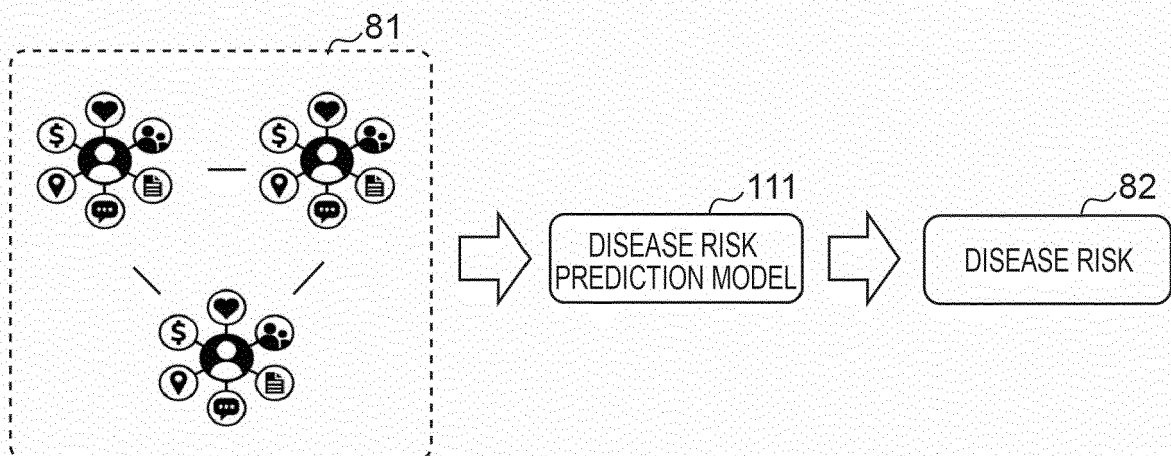 81
$
$
111
82
DISEASE RISK
PREDICTION MODEL
DISEASE RISK
$